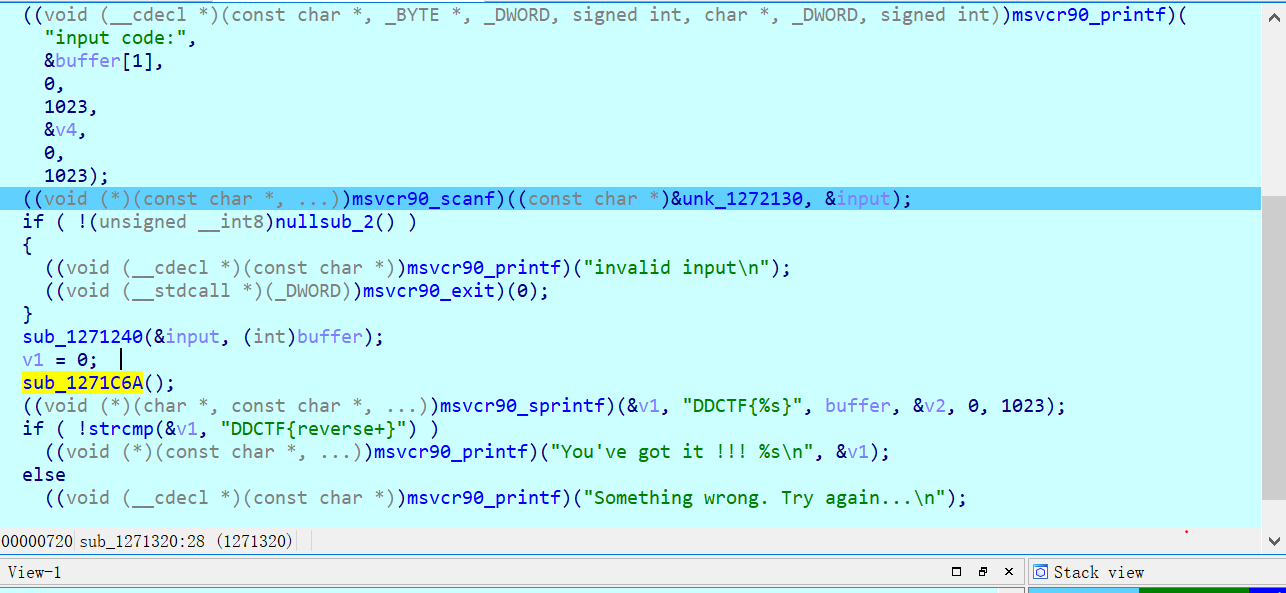 ((void (__cdecl *)(const char *, _BYTE *, _DWORD, signed int, char *, _DWORD, signed int))msvcr90_printf)(
"input code:",
&buffer[1],
0,
1023,
&v4,
0,
1023);
((void (*)(const char *, ...))msvcr90_scanf)((const char *)&unk_1272130, &input);
if ( !(unsigned __int8)nullsub_2() )
{
((void (__cdecl *)(const char *))msvcr90_printf)("invalid input\n");
((void (__stdcall *)(_DWORD))msvcr90_exit)(0);
}
sub_1271240(&input, (int)buffer);
v1 = 0;
sub_1271C6A();
((void (*)(char *, const char *, ...))msvcr90_sprintf)(&v1, "DDCTF{%s}", buffer, &v2, 0, 1023);
if ( !strcmp(&v1, "DDCTF{reverse+}") )
((void (*)(const char *, ...))msvcr90_printf)("You've got it !!! %s\n", &v1);
else
((void (__cdecl *)(const char *))msvcr90_printf)("Something wrong. Try again...\n");
00000720 sub_1271320:28 (1271320)
View-1
Stack view